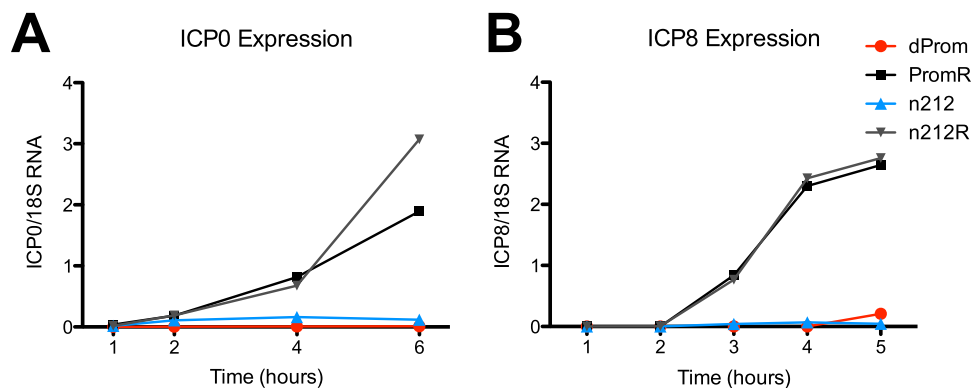 A
ICP0 Expression
ICP0/18S RNA
4
3
2
1
0
1 2 4 6
Time (hours)
B
ICP8 Expression
ICP8/18S RNA
4
3
2
1
0
1 2 3 4 5
Time (hours)
dProm
PromR
n212
n212R